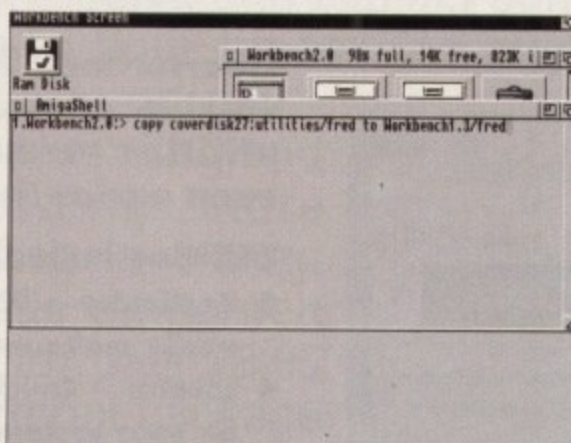 Workbench Screen
Ram Disk
Workbench2.0 98% full, 14K free, 823K i
AmigaShell
1.Workbench2.0:> copy coverdisk27:utilities/fred to Workbench1.3/fred